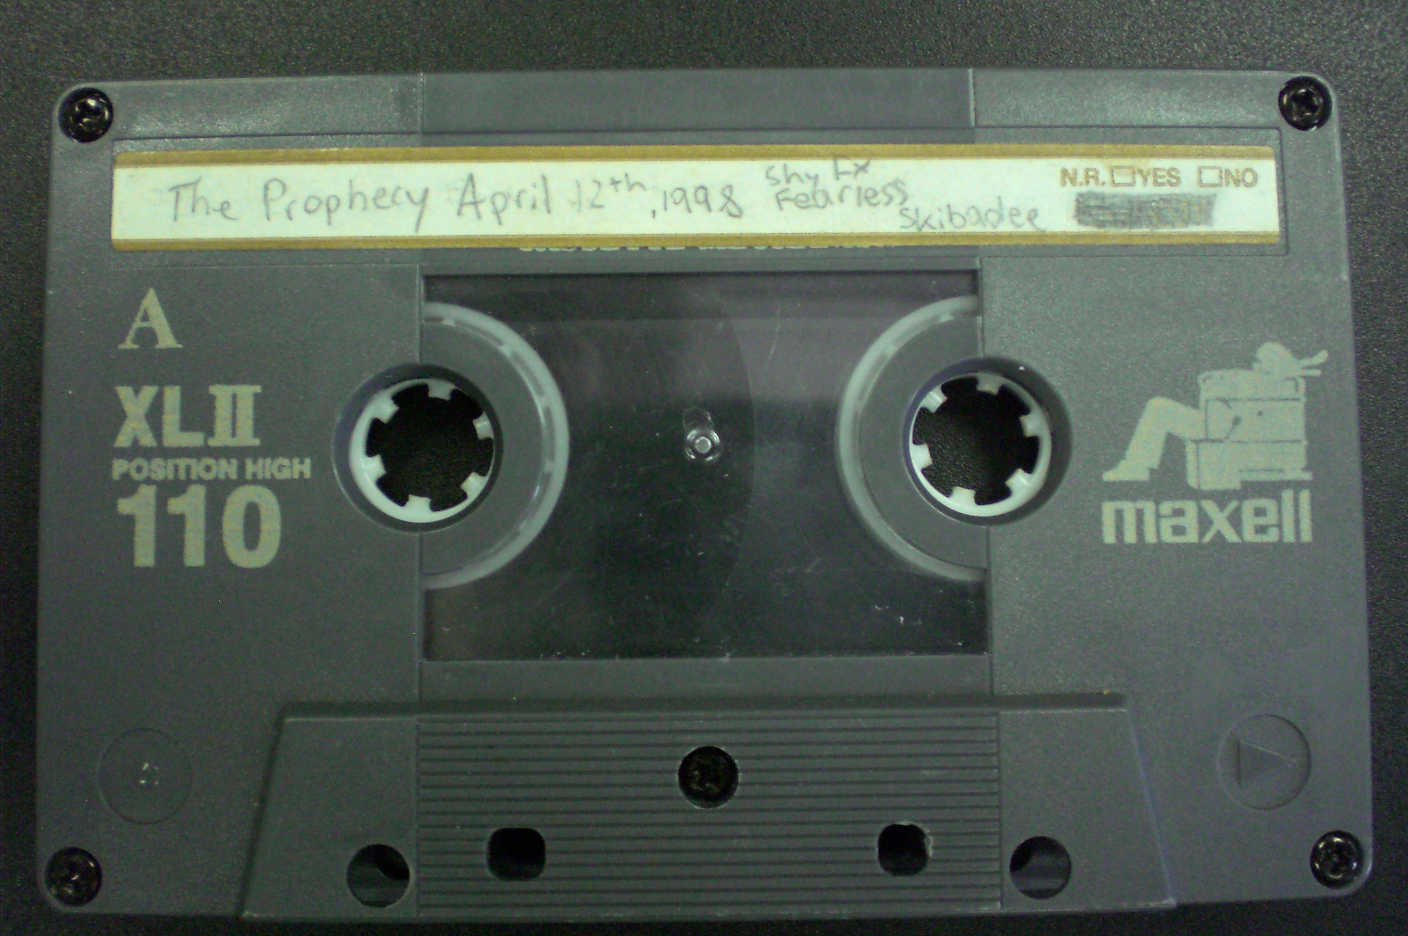 The Prophecy April 12th, 1998
Shy Fx
Fearless
Skibadee
N.R. YES NO
A
XLII
POSITION HIGH
110
maxell